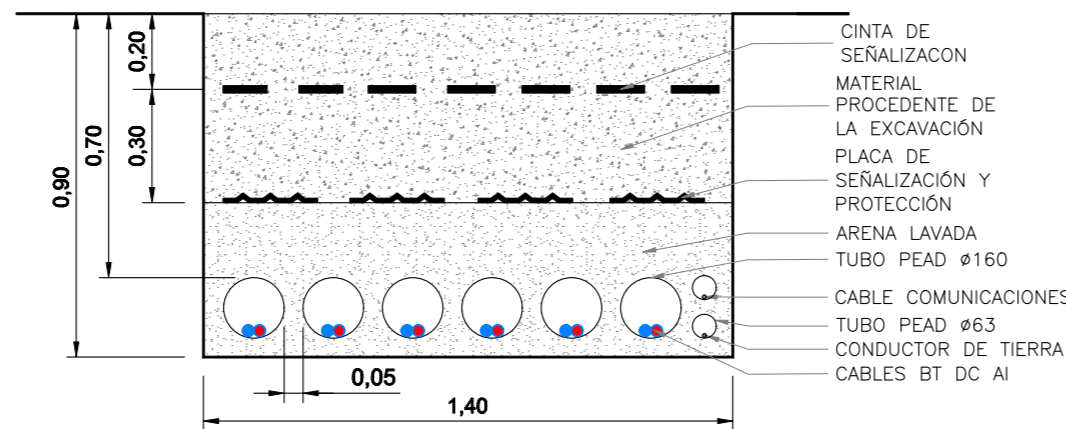 CINTA DE
SEÑALIZACON
MATERIAL
PROCEDENTE DE
LA EXCAVACIÓN
PLACA DE
SEÑALIZACIÓN Y
PROTECCIÓN
ARENA LAVADA
TUBO PEAD ø160
CABLE COMUNICACIONES
TUBO PEAD ø63
CONDUCTOR DE TIERRA
CABLES BT DC Al
0,20
0,30
0,70
0,90
0,05
1,40